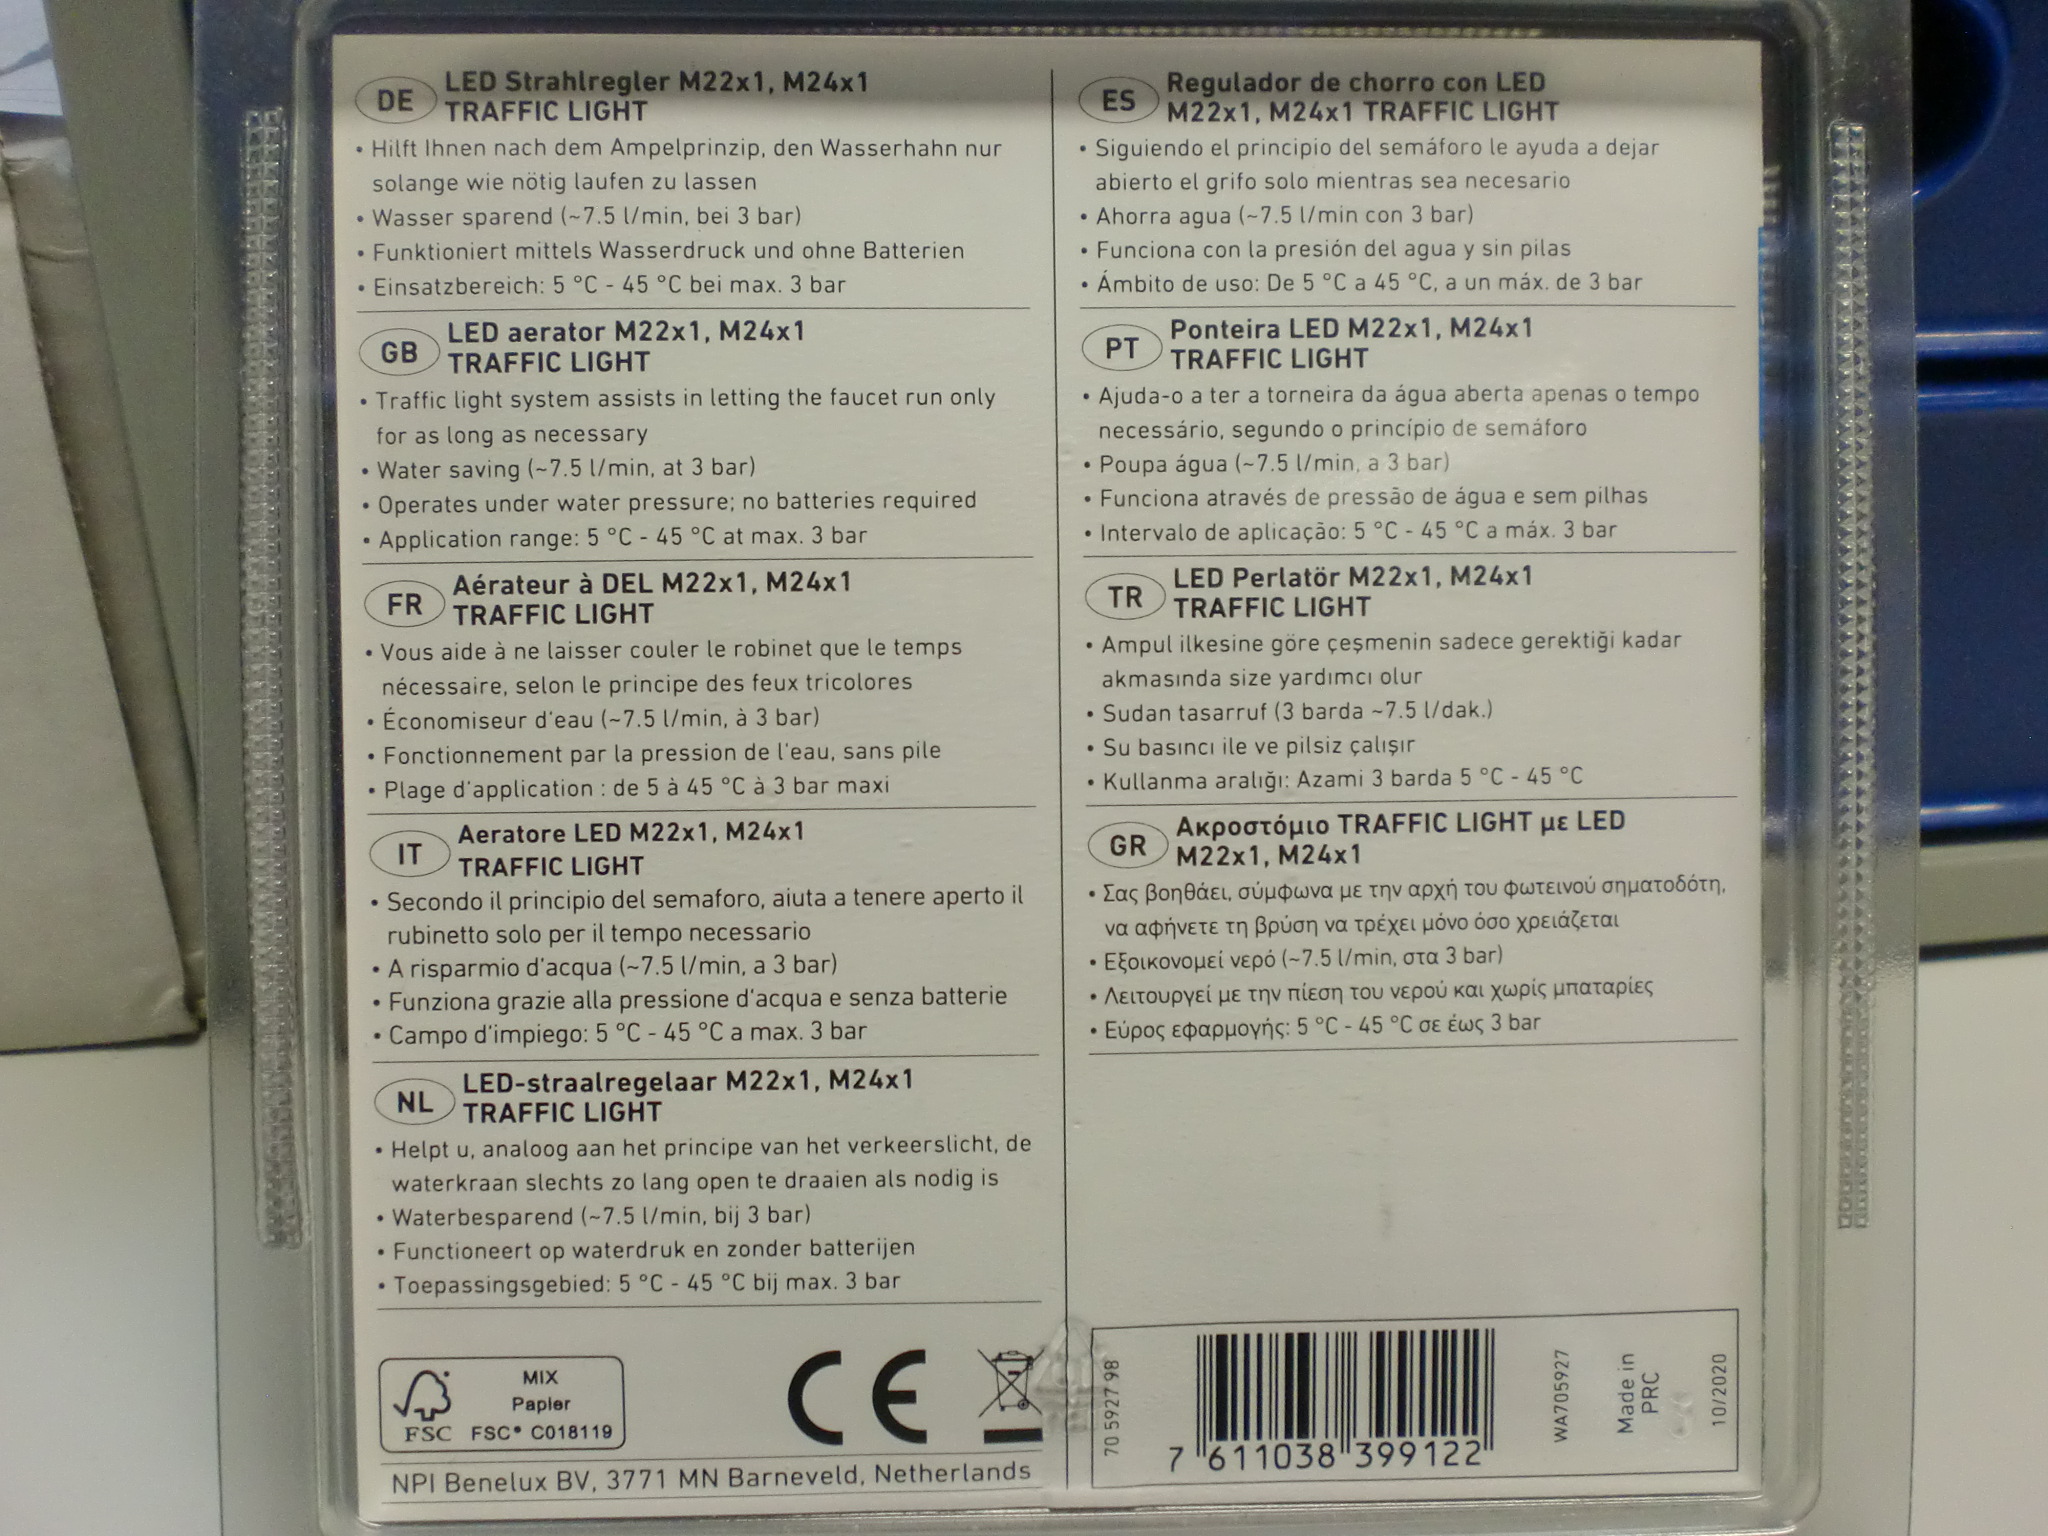 DE
LED Strahlregler M22x1, M24x1
TRAFFIC LIGHT
• Hilft Ihnen nach dem Ampelprinzip, den Wasserhahn nur
solange wie nötig laufen zu lassen
• Wasser sparend (~7.5 l/min, bei 3 bar)
• Funktioniert mittels Wasserdruck und ohne Batterien
• Einsatzbereich: 5 °C - 45 °C bei max. 3 bar
GB
LED aerator M22x1, M24x1
TRAFFIC LIGHT
• Traffic light system assists in letting the faucet run only
for as long as necessary
• Water saving (~7.5 l/min, at 3 bar)
• Operates under water pressure; no batteries required
• Application range: 5 °C - 45 °C at max. 3 bar
FR
Aérateur à DEL M22x1, M24x1
TRAFFIC LIGHT
• Vous aide à ne laisser couler le robinet que le temps
nécessaire, selon le principe des feux tricolores
• Économiseur d'eau (~7.5 l/min, à 3 bar)
• Fonctionnement par la pression de l'eau, sans pile
• Plage d'application : de 5 à 45 °C à 3 bar maxi
IT
Aeratore LED M22x1, M24x1
TRAFFIC LIGHT
• Secondo il principio del semaforo, aiuta a tenere aperto il
rubinetto solo per il tempo necessario
• A risparmio d'acqua (~7.5 l/min, a 3 bar)
• Funziona grazie alla pressione d'acqua e senza batterie
• Campo d'impiego: 5 °C - 45 °C a max. 3 bar
NL
LED-straalregelaar M22x1, M24x1
TRAFFIC LIGHT
• Helpt u, analoog aan het principe van het verkeerslicht, de
waterkraan slechts zo lang open te draaien als nodig is
• Waterbesparend (~7.5 l/min, bij 3 bar)
• Functioneert op waterdruk en zonder batterijen
• Toepassingsgebied: 5 °C - 45 °C bij max. 3 bar
MIX
Papier
FSC FSC® C018119
CE
NPI Benelux BV, 3771 MN Barneveld, Netherlands
ES
Regulador de chorro con LED
M22x1, M24x1 TRAFFIC LIGHT
• Siguiendo el principio del semáforo le ayuda a dejar
abierto el grifo solo mientras sea necesario
• Ahorra agua (~7.5 l/min con 3 bar)
• Funciona con la presión del agua y sin pilas
• Ámbito de uso: De 5 °C a 45 °C, a un máx. de 3 bar
PT
Ponteira LED M22x1, M24x1
TRAFFIC LIGHT
• Ajuda-o a ter a torneira da água aberta apenas o tempo
necessário, segundo o princípio de semáforo
• Poupa água (~7.5 l/min, a 3 bar)
• Funciona através de pressão de água e sem pilhas
• Intervalo de aplicação: 5 °C - 45 °C a máx. 3 bar
TR
LED Perlatör M22x1, M24x1
TRAFFIC LIGHT
• Ampul ilkesine göre çeşmenin sadece gerektiği kadar
akmasında size yardımcı olur
• Sudan tasarruf (3 barda ~7.5 l/dak.)
• Su basıncı ile ve pilsiz çalışır
• Kullanma aralığı: Azami 3 barda 5 °C - 45 °C
GR
Ακροστόμιο TRAFFIC LIGHT με LED
M22x1, M24x1
• Σας βοηθάει, σύμφωνα με την αρχή του φωτεινού σηματοδότη,
να αφήνετε τη βρύση να τρέχει μόνο όσο χρειάζεται
• Εξοικονομεί νερό (~7.5 l/min, στα 3 bar)
• Λειτουργεί με την πίεση του νερού και χωρίς μπαταρίες
• Εύρος εφαρμογής: 5 °C - 45 °C σε έως 3 bar
70 5927 98
7 611038 399122
WA705927
Made in
PRC
10/2020